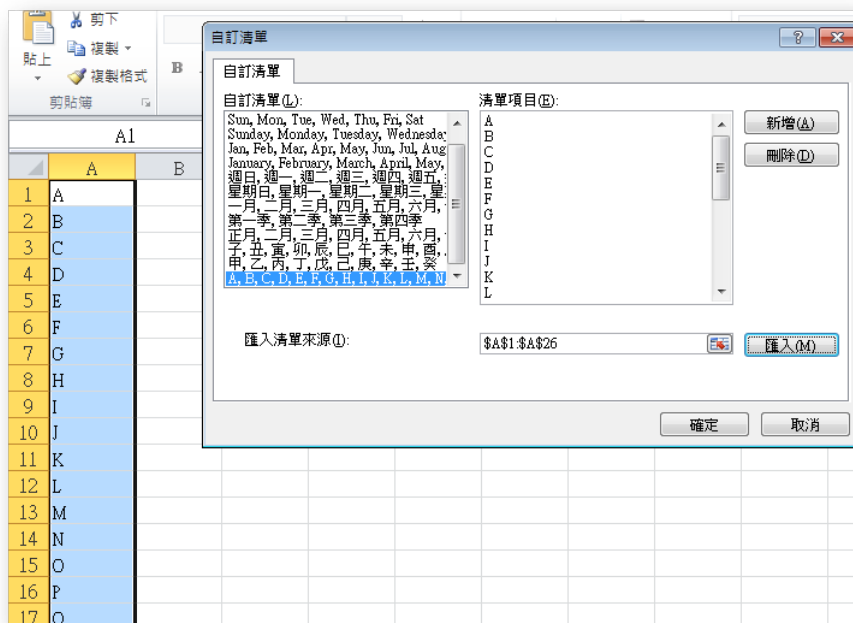 剪下
複製
貼上
複製格式
B
剪貼簿
A1
A B
1 A
2 B
3 C
4 D
5 E
6 F
7 G
8 H
9 I
10 J
11 K
12 L
13 M
14 N
15 O
16 P
17 Q
自訂清單
自訂清單
自訂清單(L):
Sun, Mon, Tue, Wed, Thu, Fri, Sat
Sunday, Monday, Tuesday, Wednesday
Jan, Feb, Mar, Apr, May, Jun, Jul, Aug
January, February, March, April, May,
週日, 週一, 週二, 週三, 週四, 週五,
星期日, 星期一, 星期二, 星期三,
一月, 二月, 三月, 四月, 五月, 六月,
第一季, 第二季, 第三季, 第四季
正月, 二月, 三月, 四月, 五月, 六月,
子, 丑, 寅, 卯, 辰, 巳, 午, 未, 申, 酉,
甲, 乙, 丙, 丁, 戊, 己, 庚, 辛, 壬, 癸
A, B, C, D, E, F, G, H, I, J, K, L, M, N,
清單項目(E):
A
B
C
D
E
F
G
H
I
J
K
L
新增(A)
刪除(D)
匯入清單來源(I):
$A$1:$A$26
匯入(M)
確定
取消